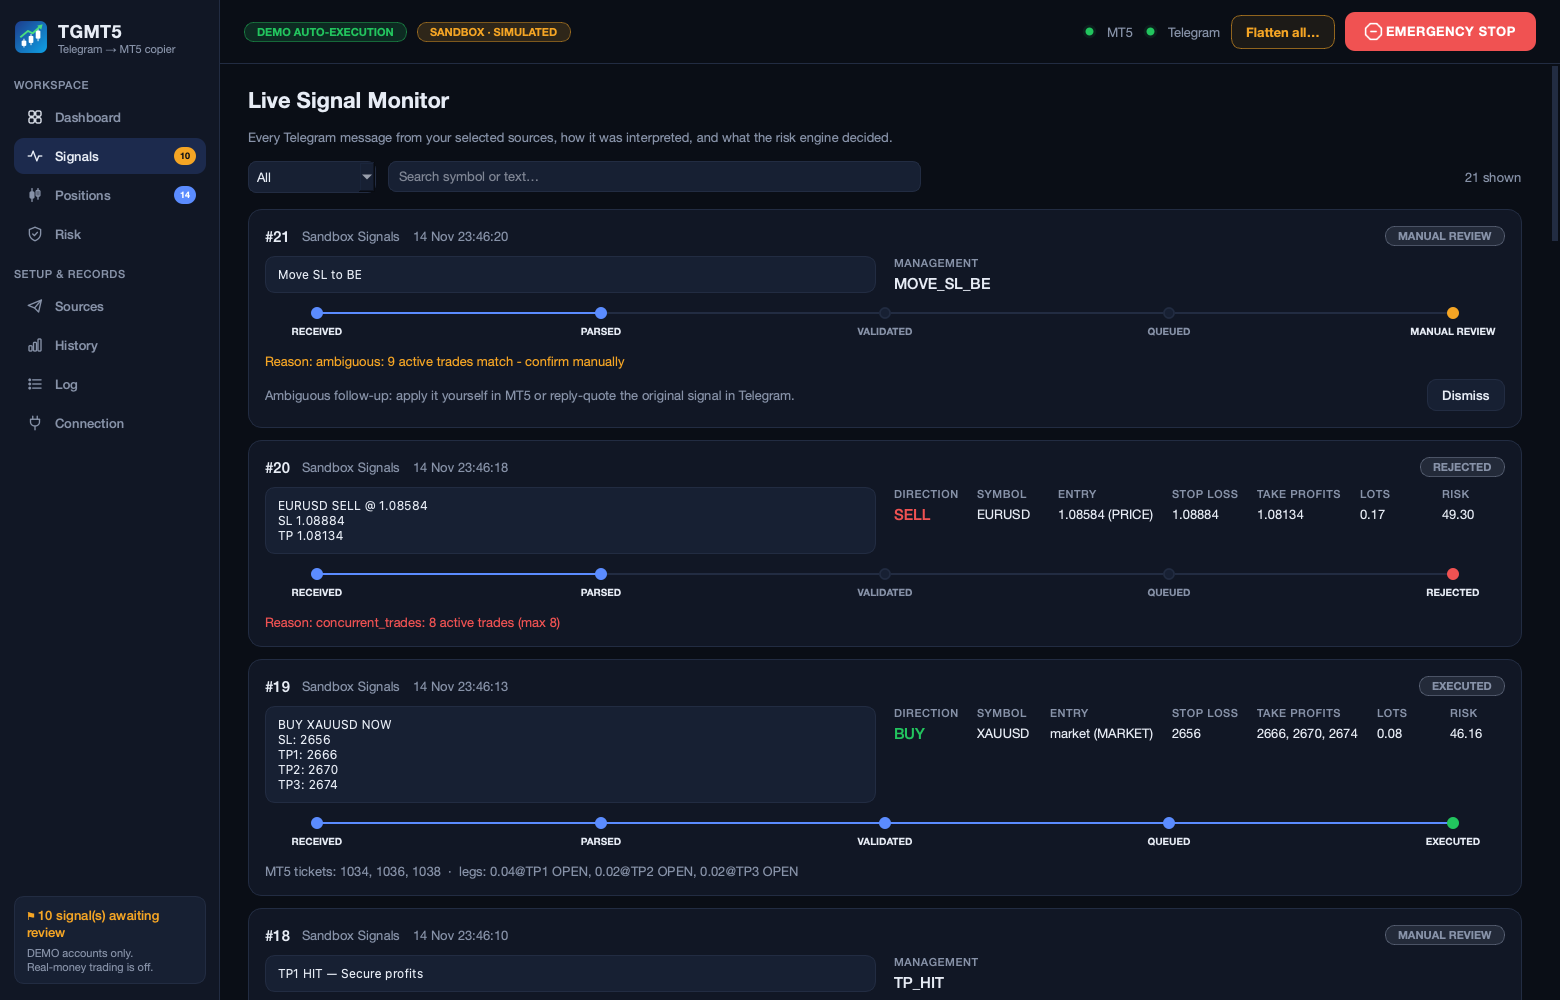 TGMT5
Telegram → MT5 copier
WORKSPACE
Dashboard
Signals 10
Positions 14
Risk
SETUP & RECORDS
Sources
History
Log
Connection
⚑ 10 signal(s) awaiting
review
DEMO accounts only.
Real-money trading is off.
DEMO AUTO-EXECUTION SANDBOX · SIMULATED MT5 Telegram Flatten all... EMERGENCY STOP
Live Signal Monitor
Every Telegram message from your selected sources, how it was interpreted, and what the risk engine decided.
All Search symbol or text... 21 shown
#21 Sandbox Signals 14 Nov 23:46:20 MANUAL REVIEW
Move SL to BE
MANAGEMENT
MOVE_SL_BE
RECEIVED PARSED VALIDATED QUEUED MANUAL REVIEW
Reason: ambiguous: 9 active trades match - confirm manually
Ambiguous follow-up: apply it yourself in MT5 or reply-quote the original signal in Telegram. Dismiss
#20 Sandbox Signals 14 Nov 23:46:18 REJECTED
EURUSD SELL @ 1.08584
SL 1.08884
TP 1.08134
DIRECTION SYMBOL ENTRY STOP LOSS TAKE PROFITS LOTS RISK
SELL EURUSD 1.08584 (PRICE) 1.08884 1.08134 0.17 49.30
RECEIVED PARSED VALIDATED QUEUED REJECTED
Reason: concurrent_trades: 8 active trades (max 8)
#19 Sandbox Signals 14 Nov 23:46:13 EXECUTED
BUY XAUUSD NOW
SL: 2656
TP1: 2666
TP2: 2670
TP3: 2674
DIRECTION SYMBOL ENTRY STOP LOSS TAKE PROFITS LOTS RISK
BUY XAUUSD market (MARKET) 2656 2666, 2670, 2674 0.08 46.16
RECEIVED PARSED VALIDATED QUEUED EXECUTED
MT5 tickets: 1034, 1036, 1038 · legs: 0.04@TP1 OPEN, 0.02@TP2 OPEN, 0.02@TP3 OPEN
#18 Sandbox Signals 14 Nov 23:46:10 MANUAL REVIEW
TP1 HIT — Secure profits
MANAGEMENT
TP_HIT